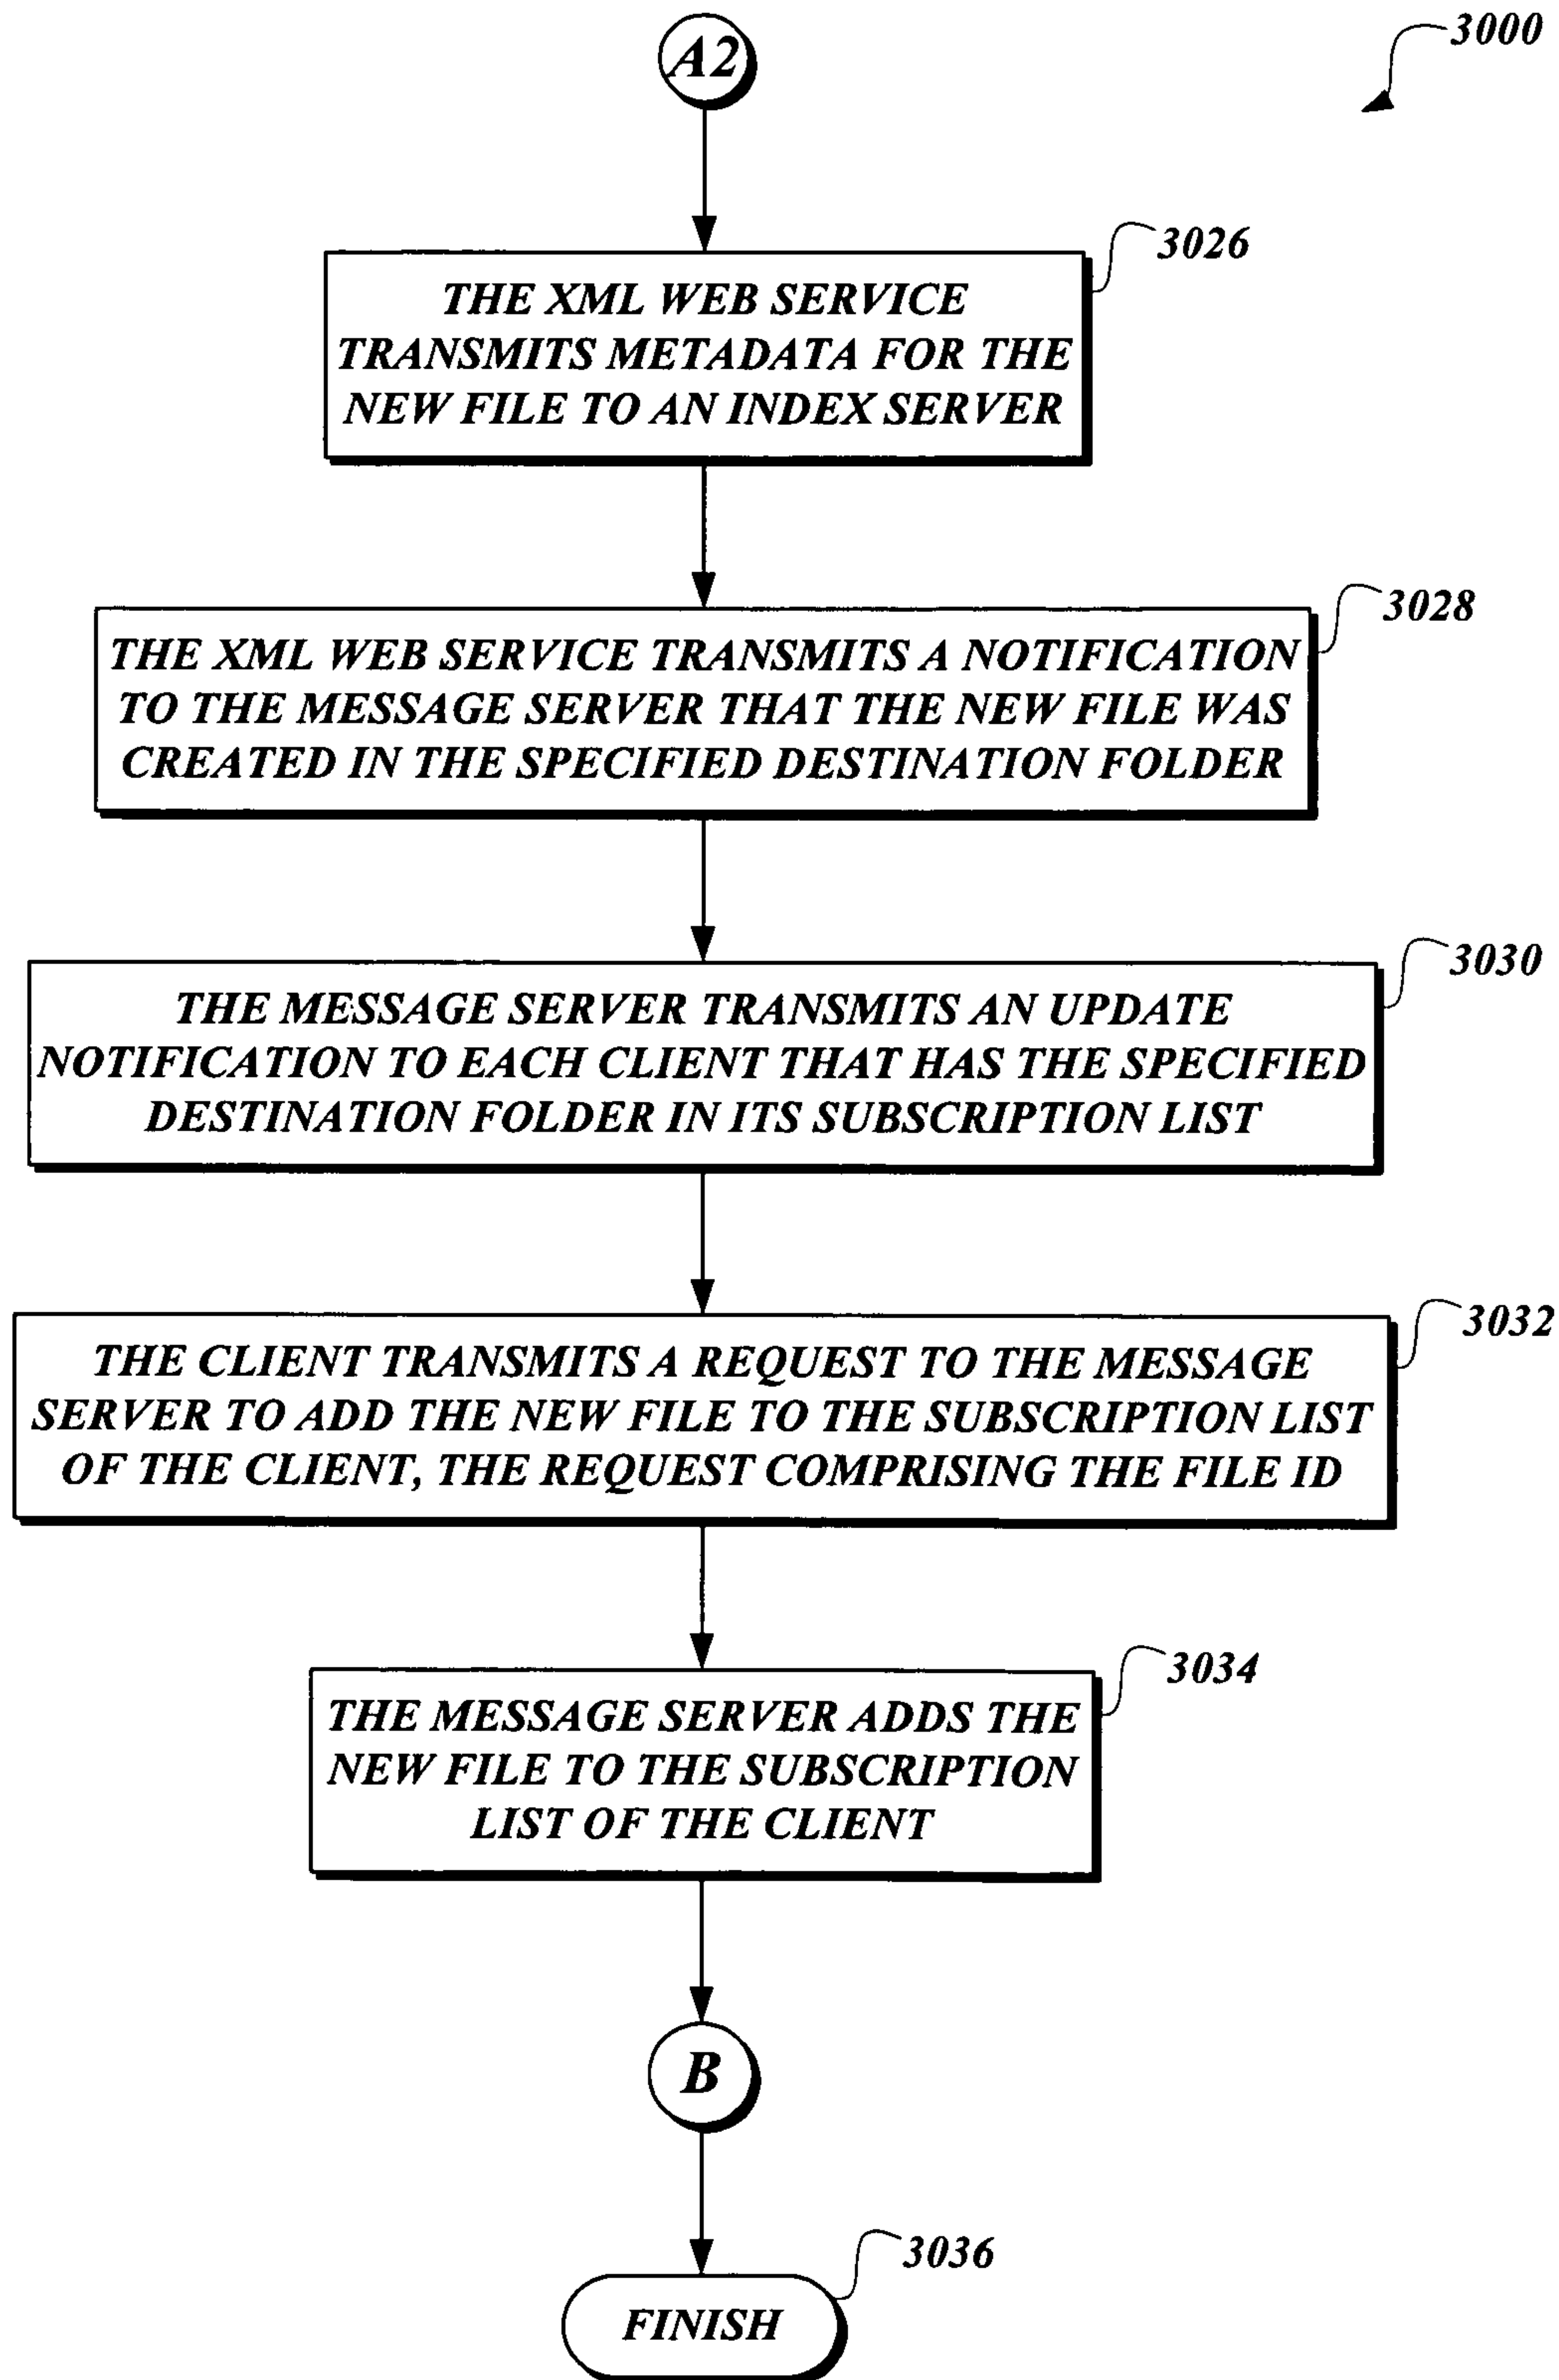 A2
3000
3026
THE XML WEB SERVICE
TRANSMITS METADATA FOR THE
NEW FILE TO AN INDEX SERVER
3028
THE XML WEB SERVICE TRANSMITS A NOTIFICATION
TO THE MESSAGE SERVER THAT THE NEW FILE WAS
CREATED IN THE SPECIFIED DESTINATION FOLDER
3030
THE MESSAGE SERVER TRANSMITS AN UPDATE
NOTIFICATION TO EACH CLIENT THAT HAS THE SPECIFIED
DESTINATION FOLDER IN ITS SUBSCRIPTION LIST
3032
THE CLIENT TRANSMITS A REQUEST TO THE MESSAGE
SERVER TO ADD THE NEW FILE TO THE SUBSCRIPTION LIST
OF THE CLIENT, THE REQUEST COMPRISING THE FILE ID
3034
THE MESSAGE SERVER ADDS THE
NEW FILE TO THE SUBSCRIPTION
LIST OF THE CLIENT
B
3036
FINISH